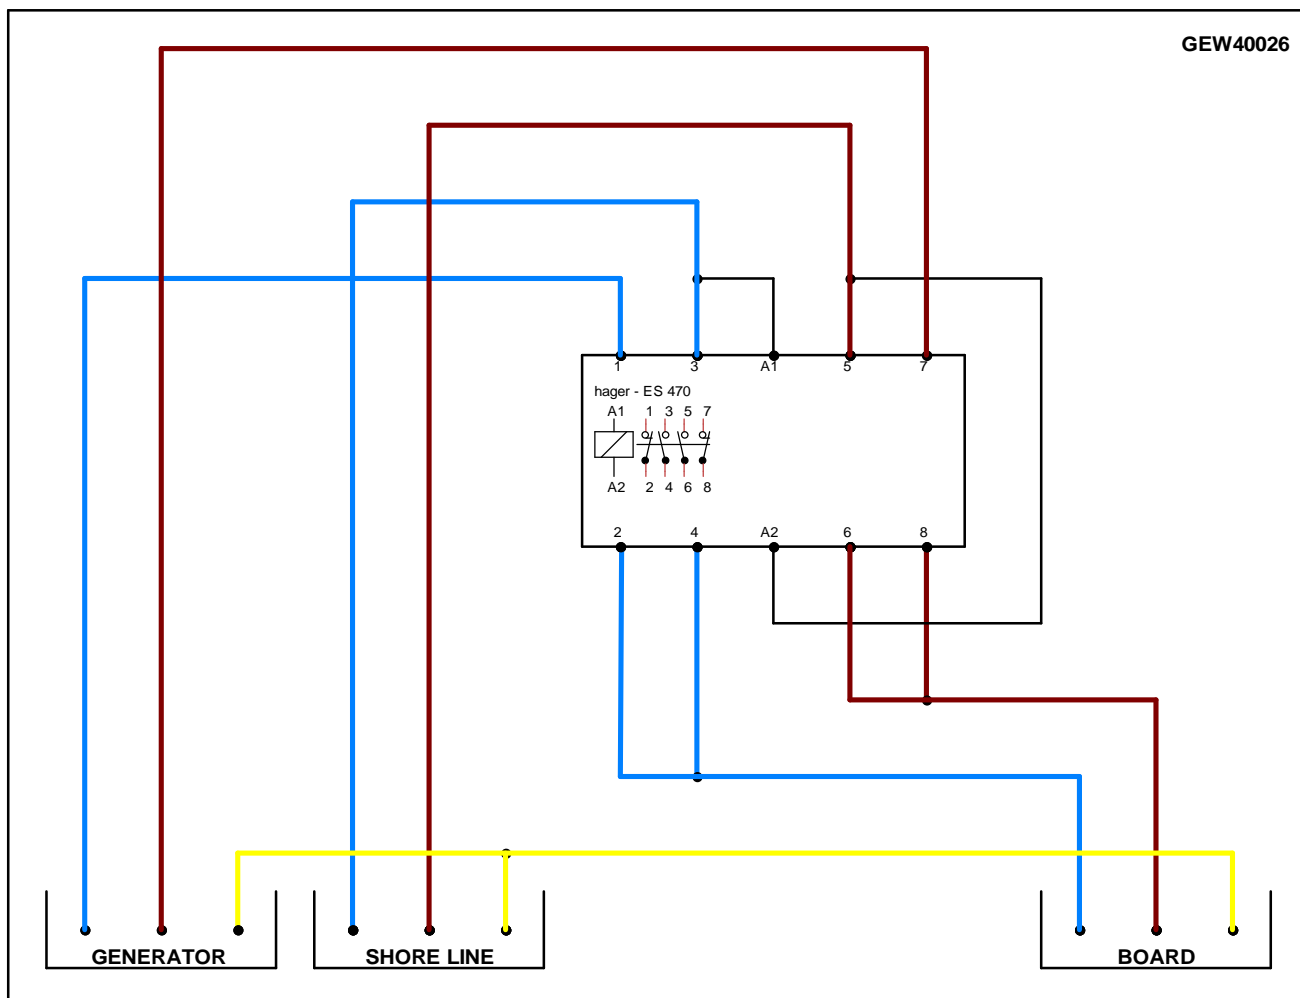 GEW40026
1 3 A1 5 7
hager - ES 470
A1 1 3 5 7
A2 2 4 6 8
2 4 A2 6 8
GENERATOR SHORE LINE BOARD